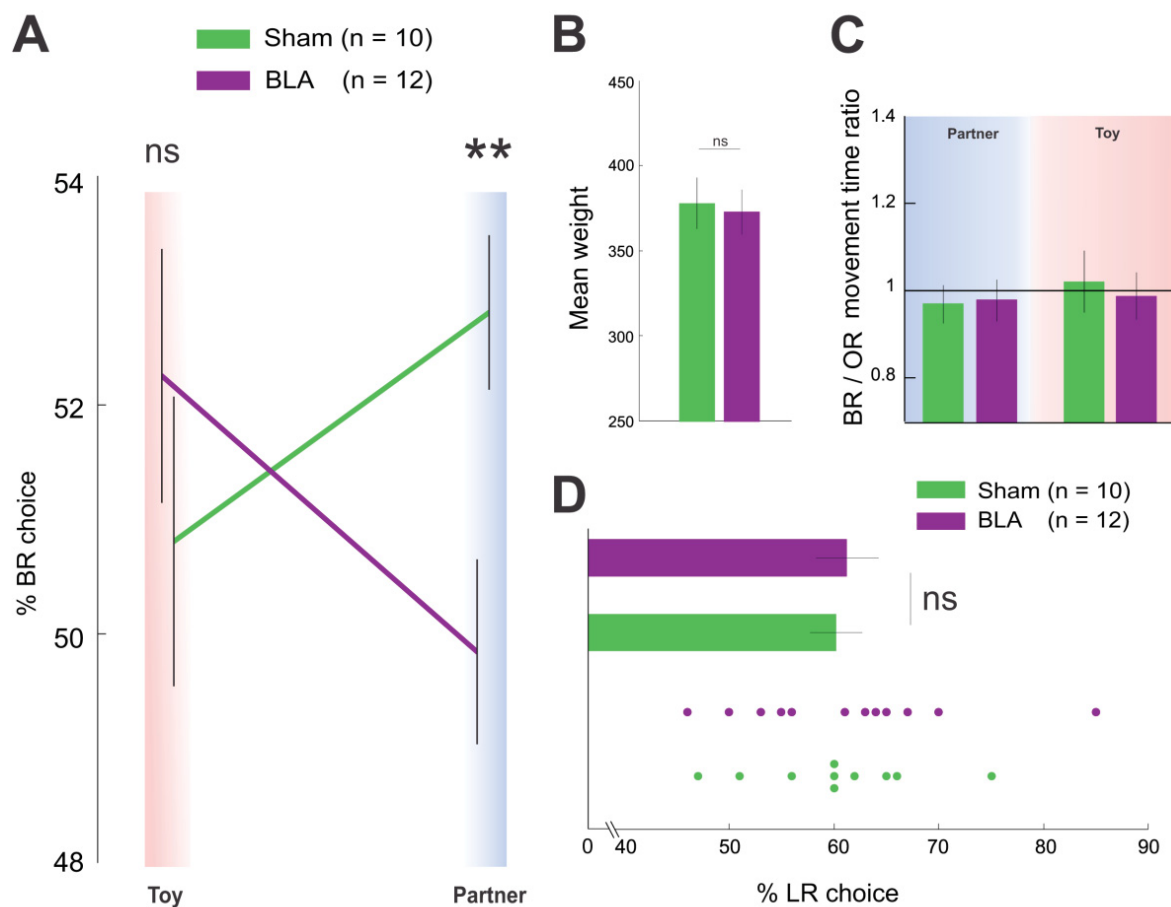 A
Sham (n = 10)
BLA (n = 12)
ns
**
54
52
50
48
% BR choice
Toy
Partner
B
450
400
350
300
250
Mean weight
ns
C
1.4
1.2
1
0.8
BR / OR movement time ratio
Partner
Toy
D
Sham (n = 10)
BLA (n = 12)
ns
0
40
50
60
70
80
90
% LR choice